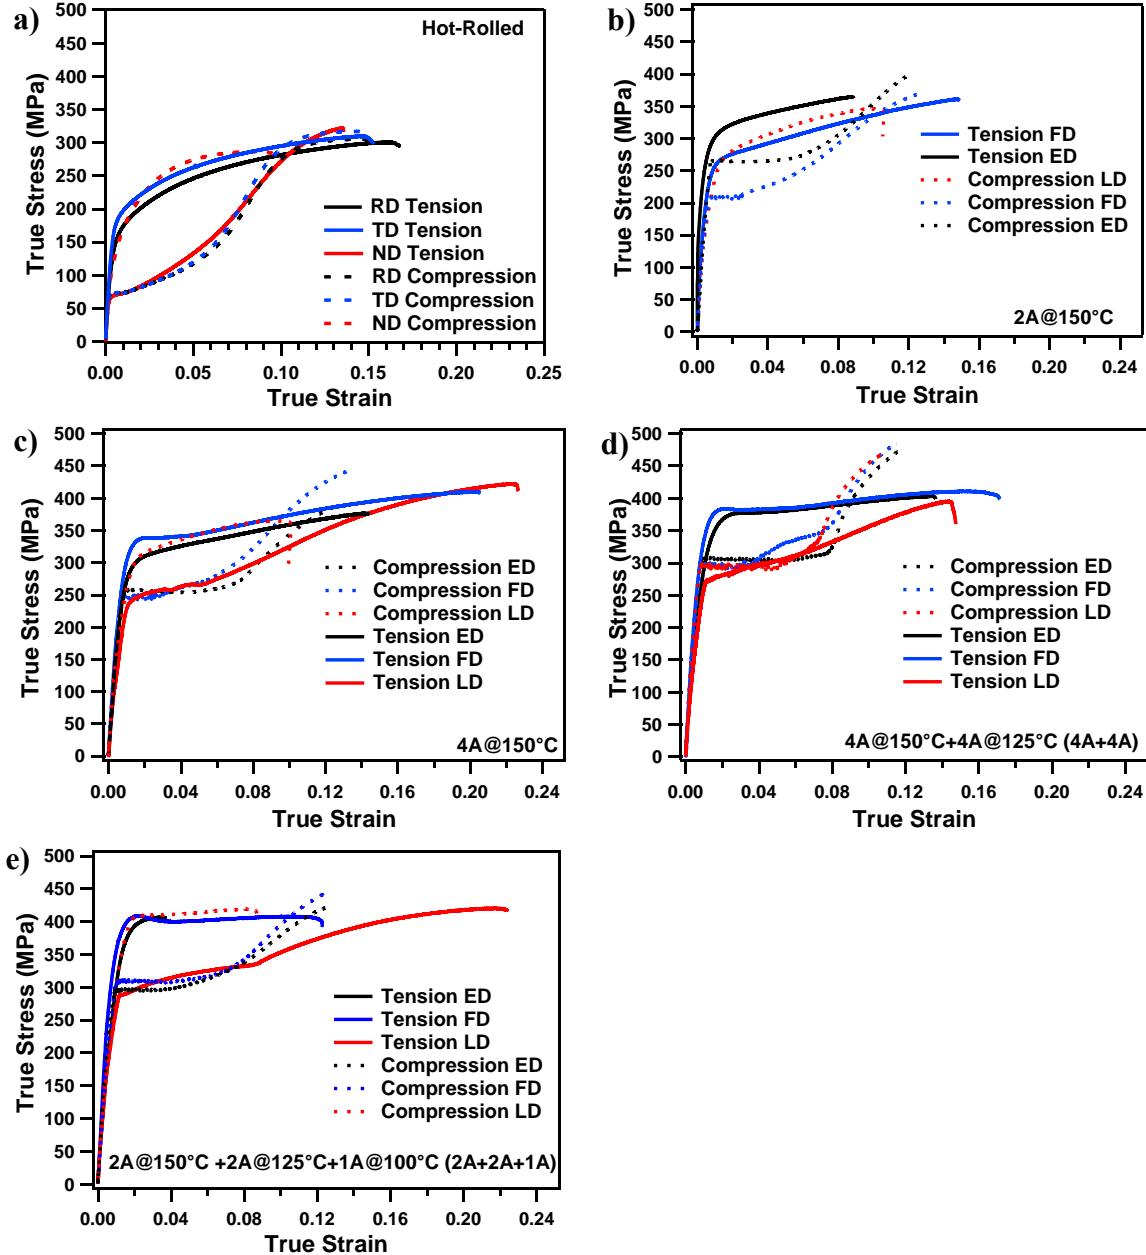 a)
500
450
400
350
300
250
200
150
100
50
0
True Stress (MPa)
Hot-Rolled
RD Tension
TD Tension
ND Tension
RD Compression
TD Compression
ND Compression
0.00 0.05 0.10 0.15 0.20 0.25
True Strain
b)
500
450
400
350
300
250
200
150
100
50
0
True Stress (MPa)
Tension FD
Tension ED
Compression LD
Compression FD
Compression ED
2A@150°C
0.00 0.04 0.08 0.12 0.16 0.20 0.24
True Strain
c)
500
450
400
350
300
250
200
150
100
50
0
True Stress (MPa)
Compression ED
Compression FD
Compression LD
Tension ED
Tension FD
Tension LD
4A@150°C
0.00 0.04 0.08 0.12 0.16 0.20 0.24
True Strain
d)
500
450
400
350
300
250
200
150
100
50
0
True Stress (MPa)
Compression ED
Compression FD
Compression LD
Tension ED
Tension FD
Tension LD
4A@150°C+4A@125°C (4A+4A)
0.00 0.04 0.08 0.12 0.16 0.20 0.24
True Strain
e)
500
450
400
350
300
250
200
150
100
50
0
True Stress (MPa)
Tension ED
Tension FD
Tension LD
Compression ED
Compression FD
Compression LD
2A@150°C +2A@125°C+1A@100°C (2A+2A+1A)
0.00 0.04 0.08 0.12 0.16 0.20 0.24
True Strain